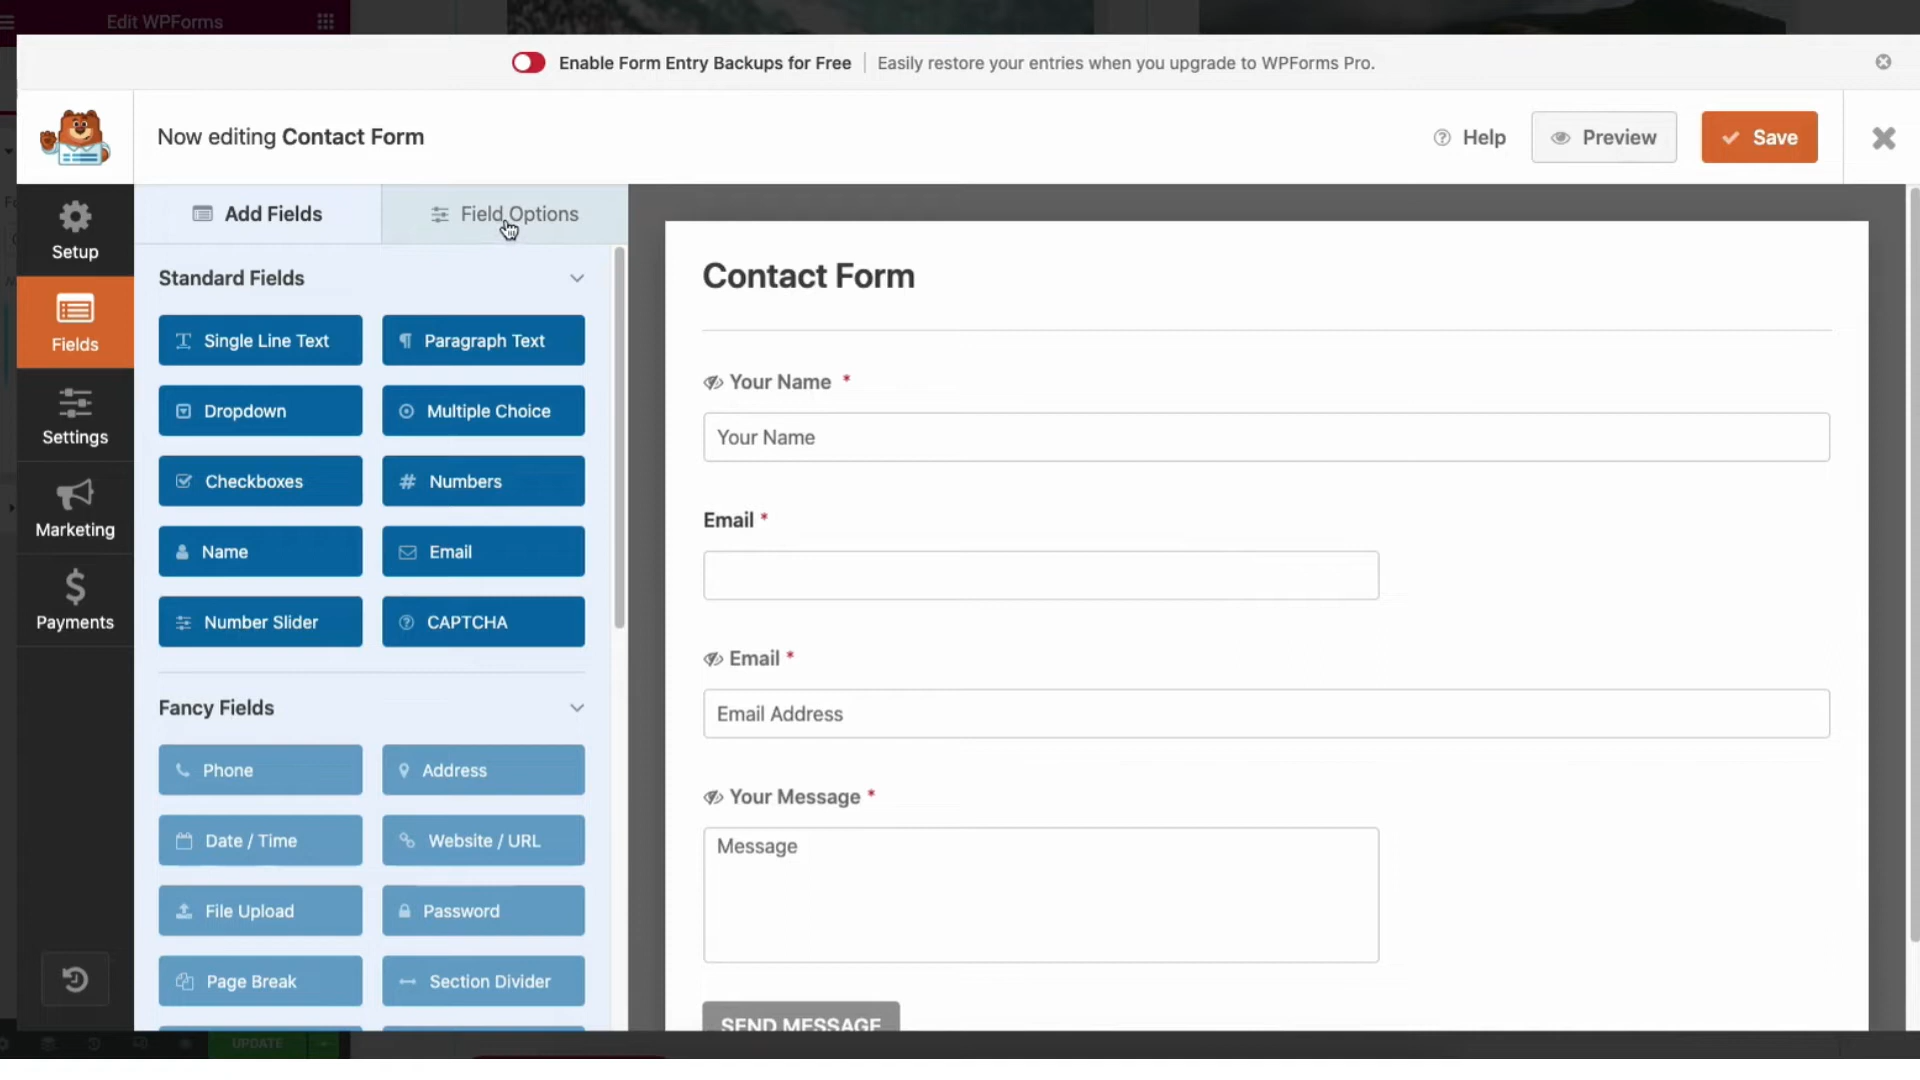 Edit WPForms
Enable Form Entry Backups for Free
Easily restore your entries when you upgrade to WPForms Pro.
Now editing Contact Form
Help
Preview
Save
Setup
Fields
Settings
Marketing
Payments
Add Fields
Field Options
Standard Fields
Single Line Text
Paragraph Text
Dropdown
Multiple Choice
Checkboxes
Numbers
Name
Email
Number Slider
CAPTCHA
Fancy Fields
Phone
Address
Date / Time
Website / URL
File Upload
Password
Page Break
Section Divider
Contact Form
Your Name *
Your Name
Email *
Email *
Email Address
Your Message *
Message
SEND MESSAGE
UPDATE